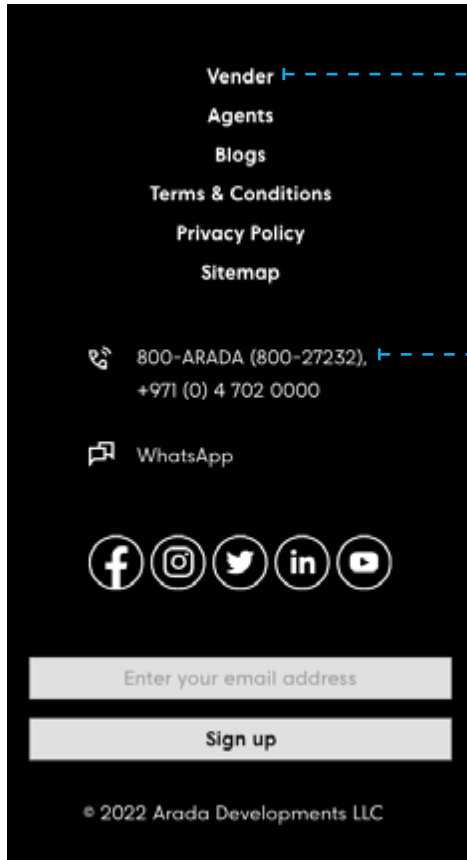 Vender
Agents
Blogs
Terms & Conditions
Privacy Policy
Sitemap
800-ARADA (800-27232),
+971 (0) 4 702 0000
WhatsApp
in
Enter your email address
Sign up
© 2022 Arada Developments LLC